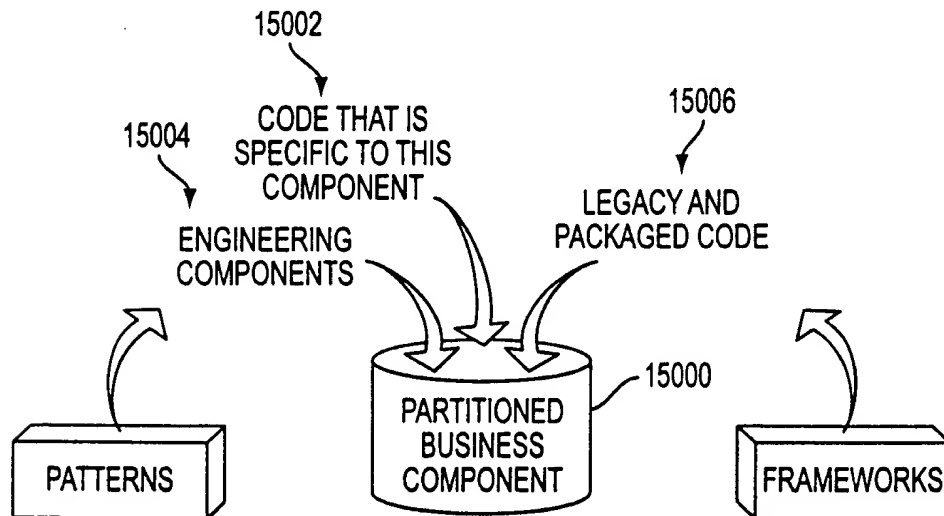 15002
CODE THAT IS
SPECIFIC TO THIS
COMPONENT
15004
ENGINEERING
COMPONENTS
15006
LEGACY AND
PACKAGED CODE
15000
PARTITIONED
BUSINESS
COMPONENT
PATTERNS
FRAMEWORKS